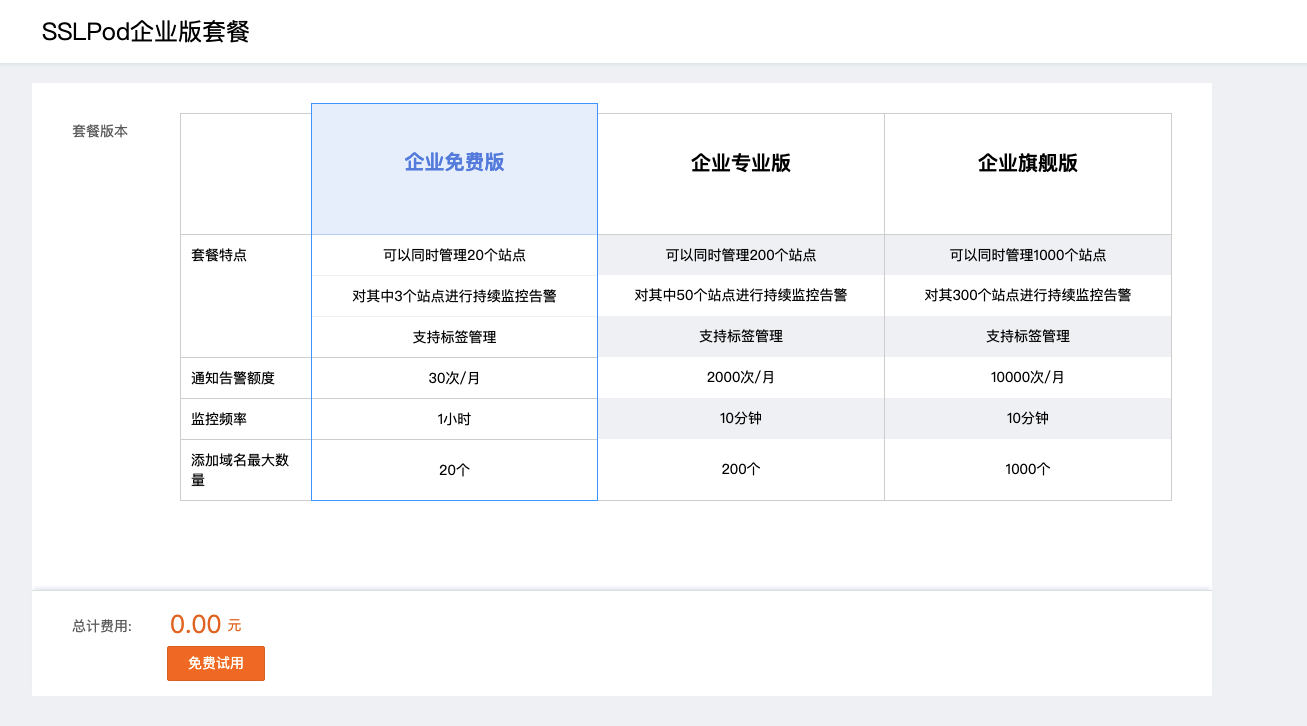 SSLPod企业版套餐
套餐版本
企业免费版
企业专业版
企业旗舰版
套餐特点
可以同时管理20个站点
可以同时管理200个站点
可以同时管理1000个站点
对其中3个站点进行持续监控告警
对其中50个站点进行持续监控告警
对其300个站点进行持续监控告警
支持标签管理
支持标签管理
支持标签管理
通知告警额度
30次/月
2000次/月
10000次/月
监控频率
1小时
10分钟
10分钟
添加域名最大数
量
20个
200个
1000个
总计费用:
0.00 元
免费试用